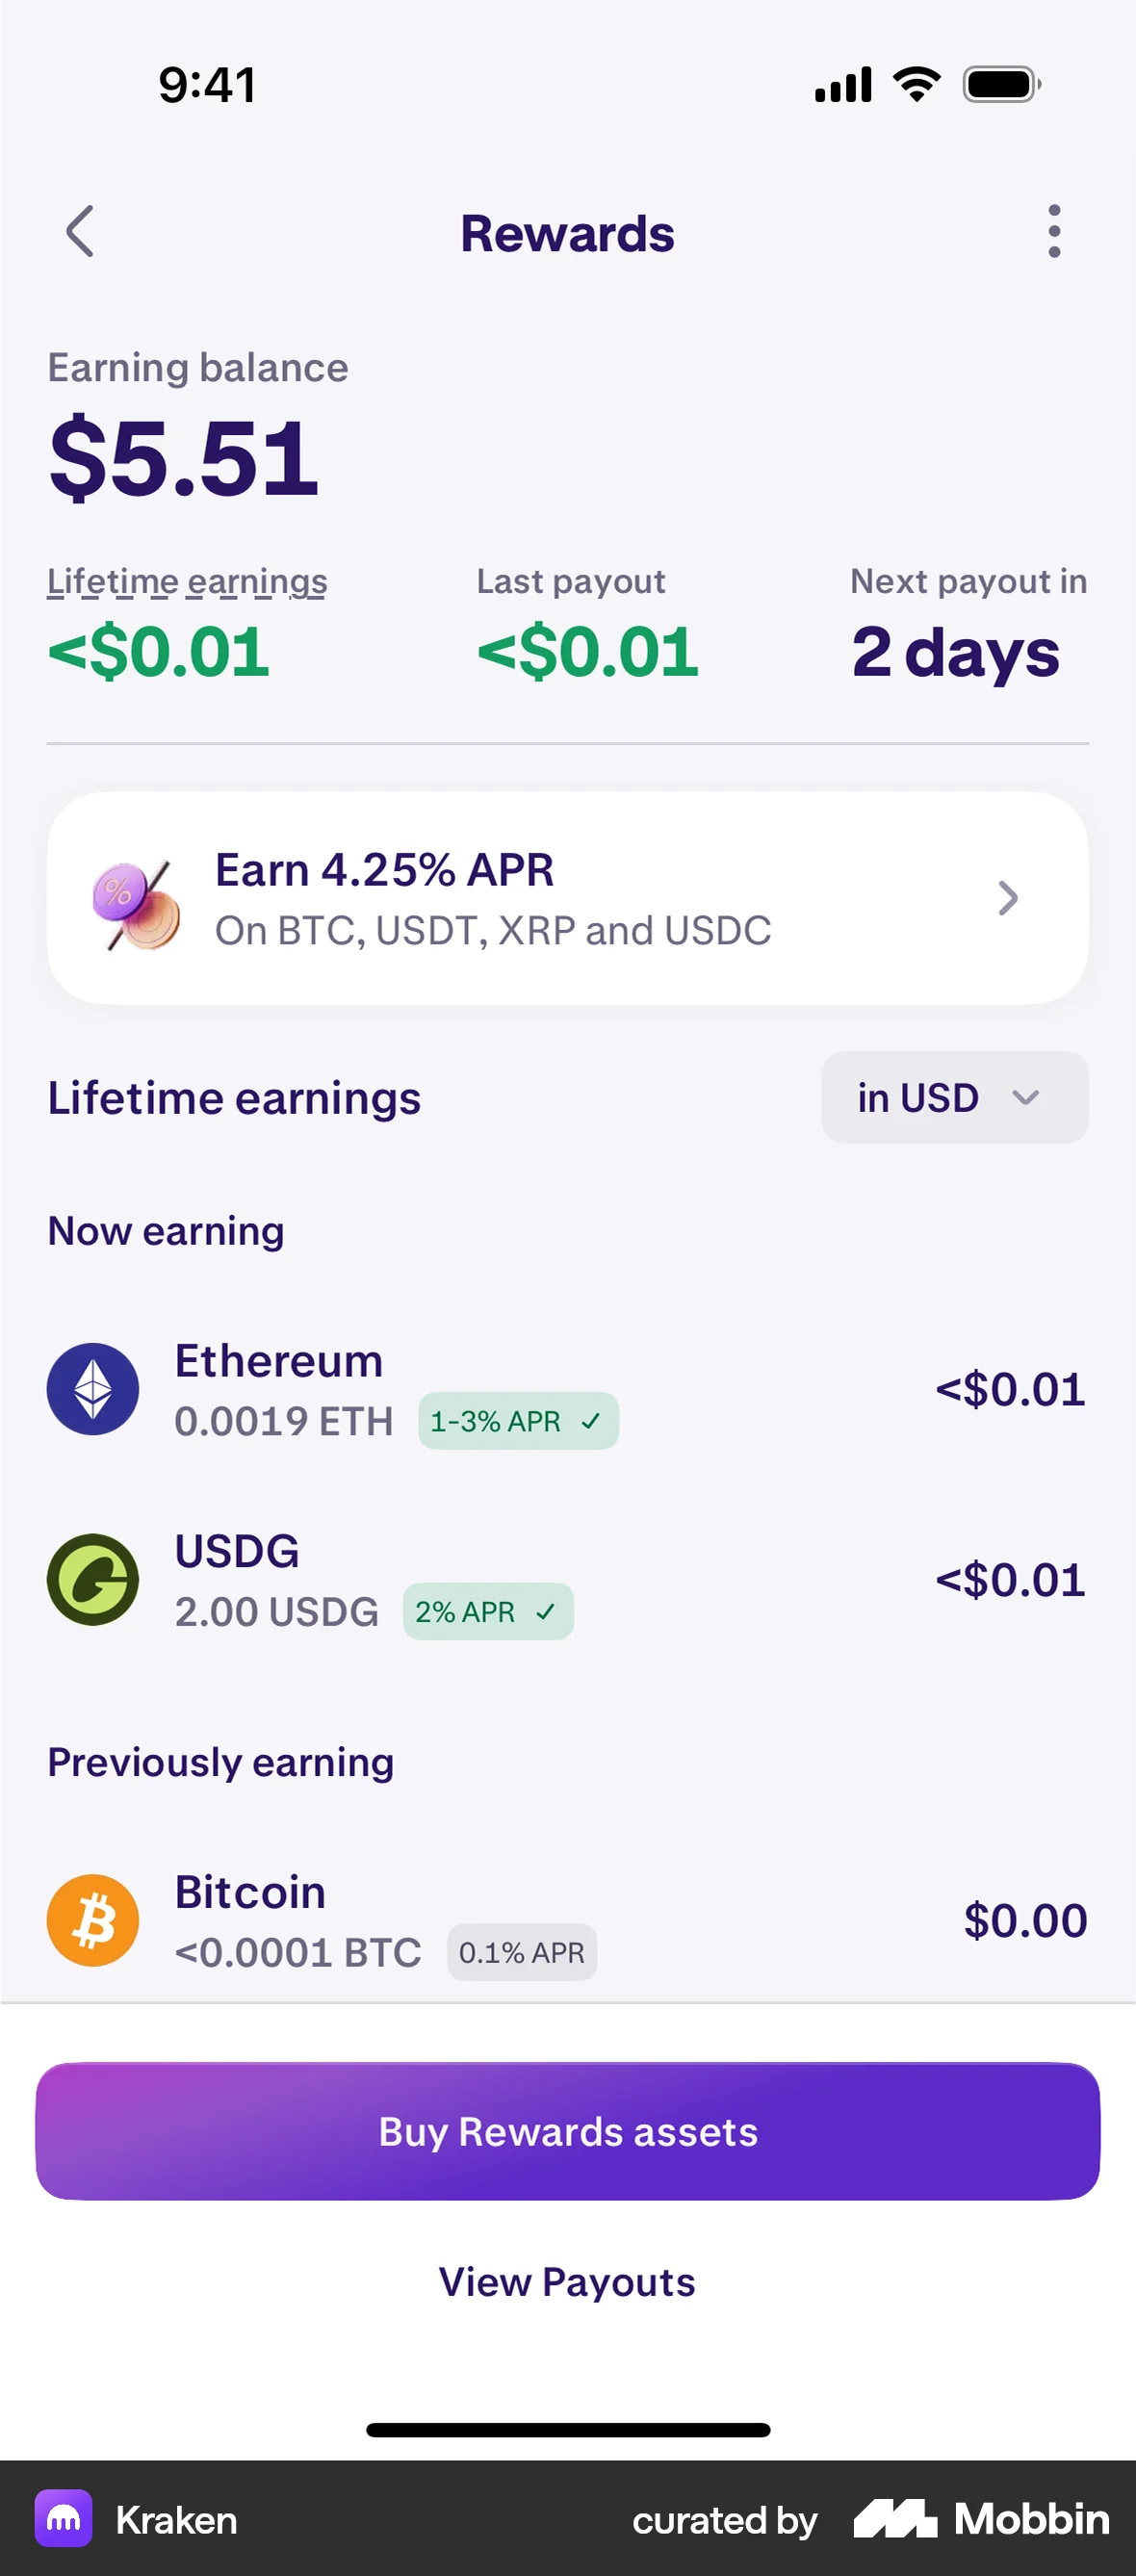 9:41
Rewards
Earning balance
$5.51
Lifetime earnings Last payout Next payout in
<$0.01 <$0.01 2 days
%
Earn 4.25% APR
On BTC, USDT, XRP and USDC
Lifetime earnings in USD
Now earning
Ethereum
0.0019 ETH 1-3% APR ✓
<$0.01
USDG
2.00 USDG 2% APR ✓
<$0.01
Previously earning
Bitcoin
<0.0001 BTC 0.1% APR
$0.00
Buy Rewards assets
View Payouts
Kraken curated by Mobbin